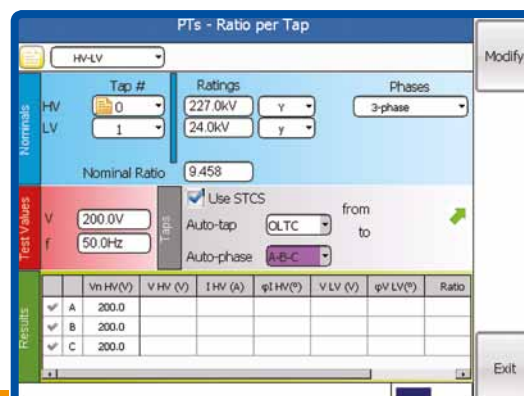 PTs - Ratio per Tap
HV-LV
Modify
Nominals
Tap # Ratings Phases
HV 0 227.0kV Y 3-phase
LV 1 24.0kV y
Nominal Ratio 9.458
Test Values
V 200.0V
f 50.0Hz
Taps
Use STCS
Auto-tap OLTC from
to
Auto-phase A-B-C
Results
Vn HV(V) V HV (V) I HV (A) φI HV(º) V LV (V) φV LV(º) Ratio
A 200.0
B 200.0
C 200.0
Exit